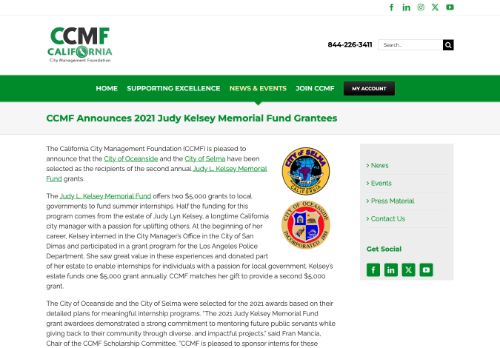 CCMF
CALIFORNIA
City Management Foundation
844-226-3411
Search...
HOME SUPPORTING EXCELLENCE NEWS & EVENTS JOIN CCMF MY ACCOUNT
CCMF Announces 2021 Judy Kelsey Memorial Fund Grantees
The California City Management Foundation (CCMF) is pleased to
announce that the City of Oceanside and the City of Selma have been
selected as the recipients of the second annual Judy L. Kelsey Memorial
Fund grants.
The Judy L. Kelsey Memorial Fund offers two $5,000 grants to local
governments to fund summer internships. Half the funding for this
program comes from the estate of Judy Lyn Kelsey, a longtime California
city manager with a passion for uplifting others. At the beginning of her
career, Kelsey interned in the City Manager's Office in the City of San
Dimas and participated in a grant program for the Los Angeles Police
Department. She saw great value in these experiences and donated part
of her estate to enable internships for individuals with a passion for local government. Kelsey's
estate funds one $5,000 grant annually. CCMF matches her gift to provide a second $5,000
grant.
The City of Oceanside and the City of Selma were selected for the 2021 awards based on their
detailed plans for meaningful internship programs. "The 2021 Judy Kelsey Memorial Fund
grant awardees demonstrated a strong commitment to mentoring future public servants while
giving back to their community through diverse, and impactful projects," said Fran Mancia,
Chair of the CCMF Scholarship Committee. "CCMF is pleased to sponsor interns for these
CITY OF SELMA
CITY OF OCEANSIDE
News
Events
Press Material
Contact Us
Get Social